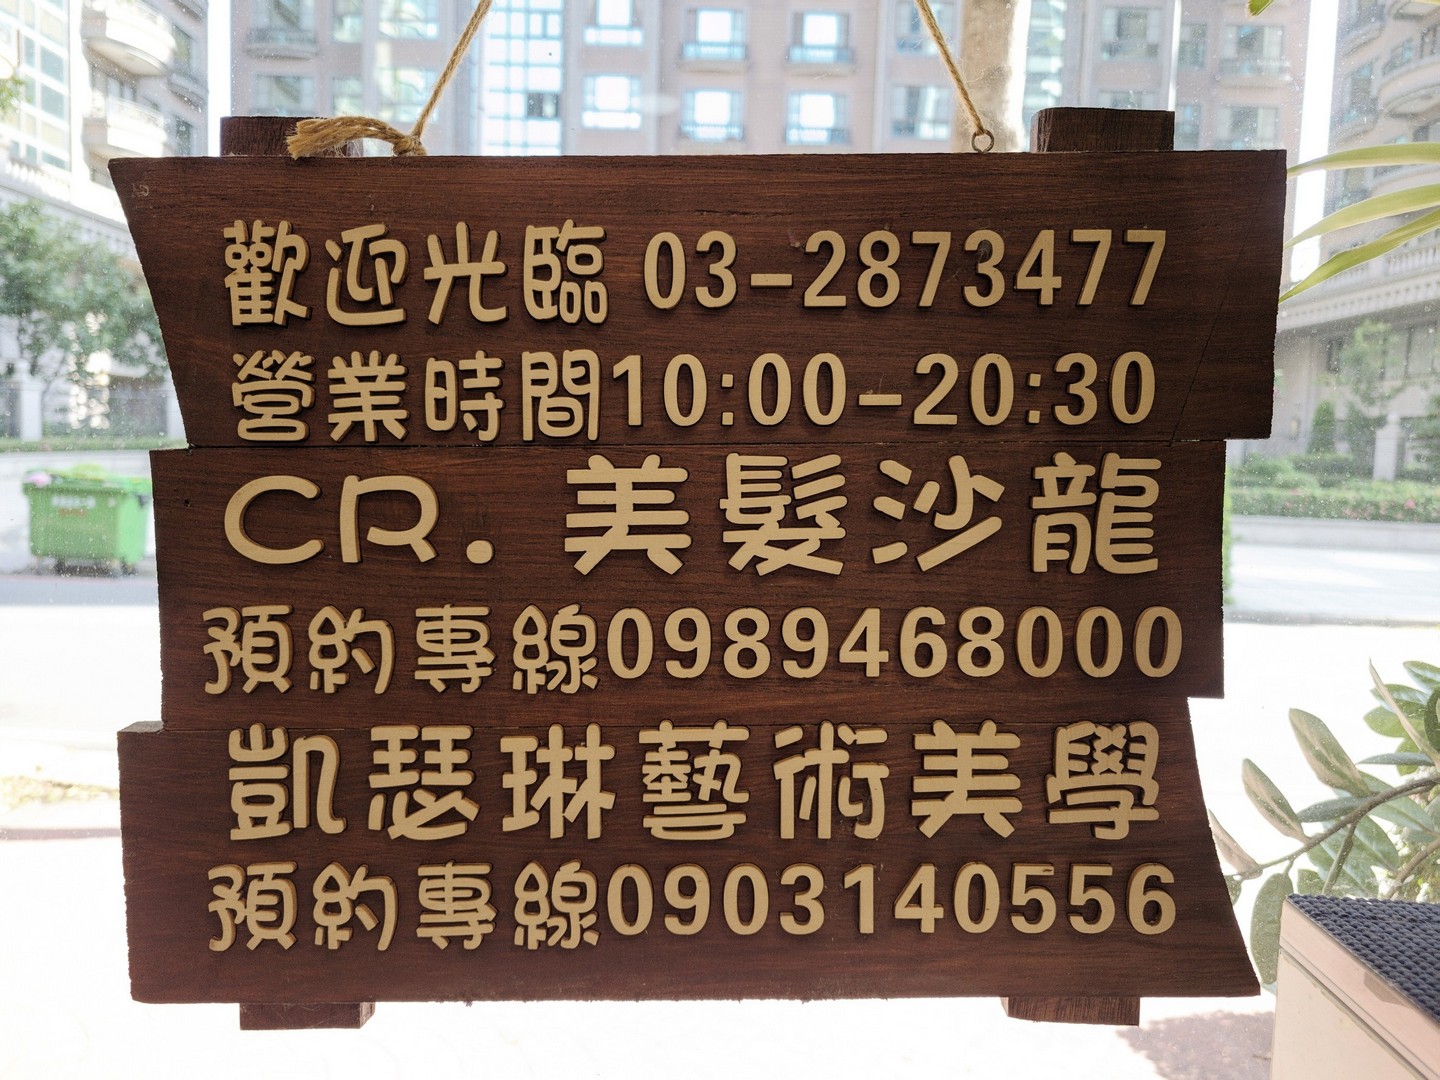 歡迎光臨 03-2873477
營業時間10:00-20:30
CR. 美髮沙龍
預約專線0989468000
凱瑟琳藝術美學
預約專線0903140556